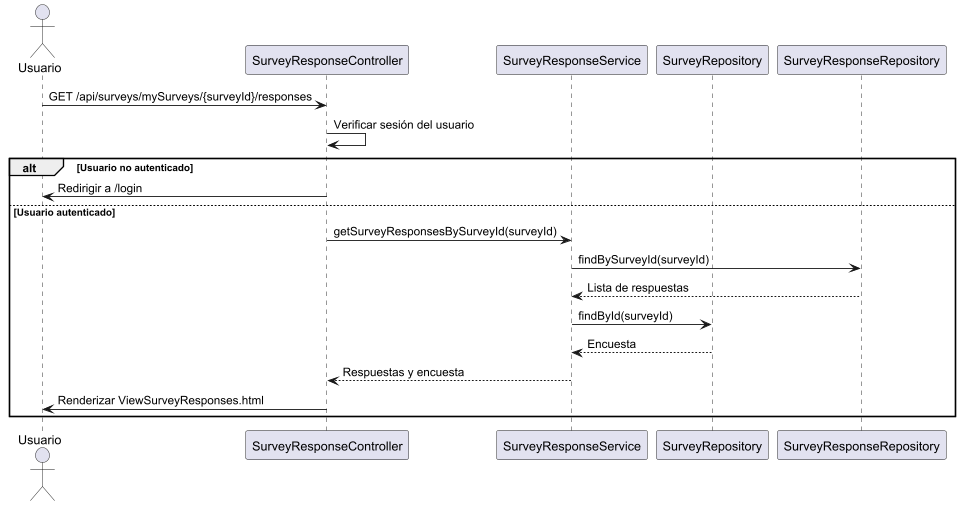 Usuario
SurveyResponseController
SurveyResponseService
SurveyRepository
SurveyResponseRepository
GET /api/surveys/mySurveys/{surveyId}/responses
Verificar sesión del usuario
alt
[Usuario no autenticado]
Redirigir a /login
[Usuario autenticado]
getSurveyResponsesBySurveyId(surveyId)
findBySurveyId(surveyId)
Lista de respuestas
findById(surveyId)
Encuesta
Respuestas y encuesta
Renderizar ViewSurveyResponses.html
Usuario
SurveyResponseController
SurveyResponseService
SurveyRepository
SurveyResponseRepository